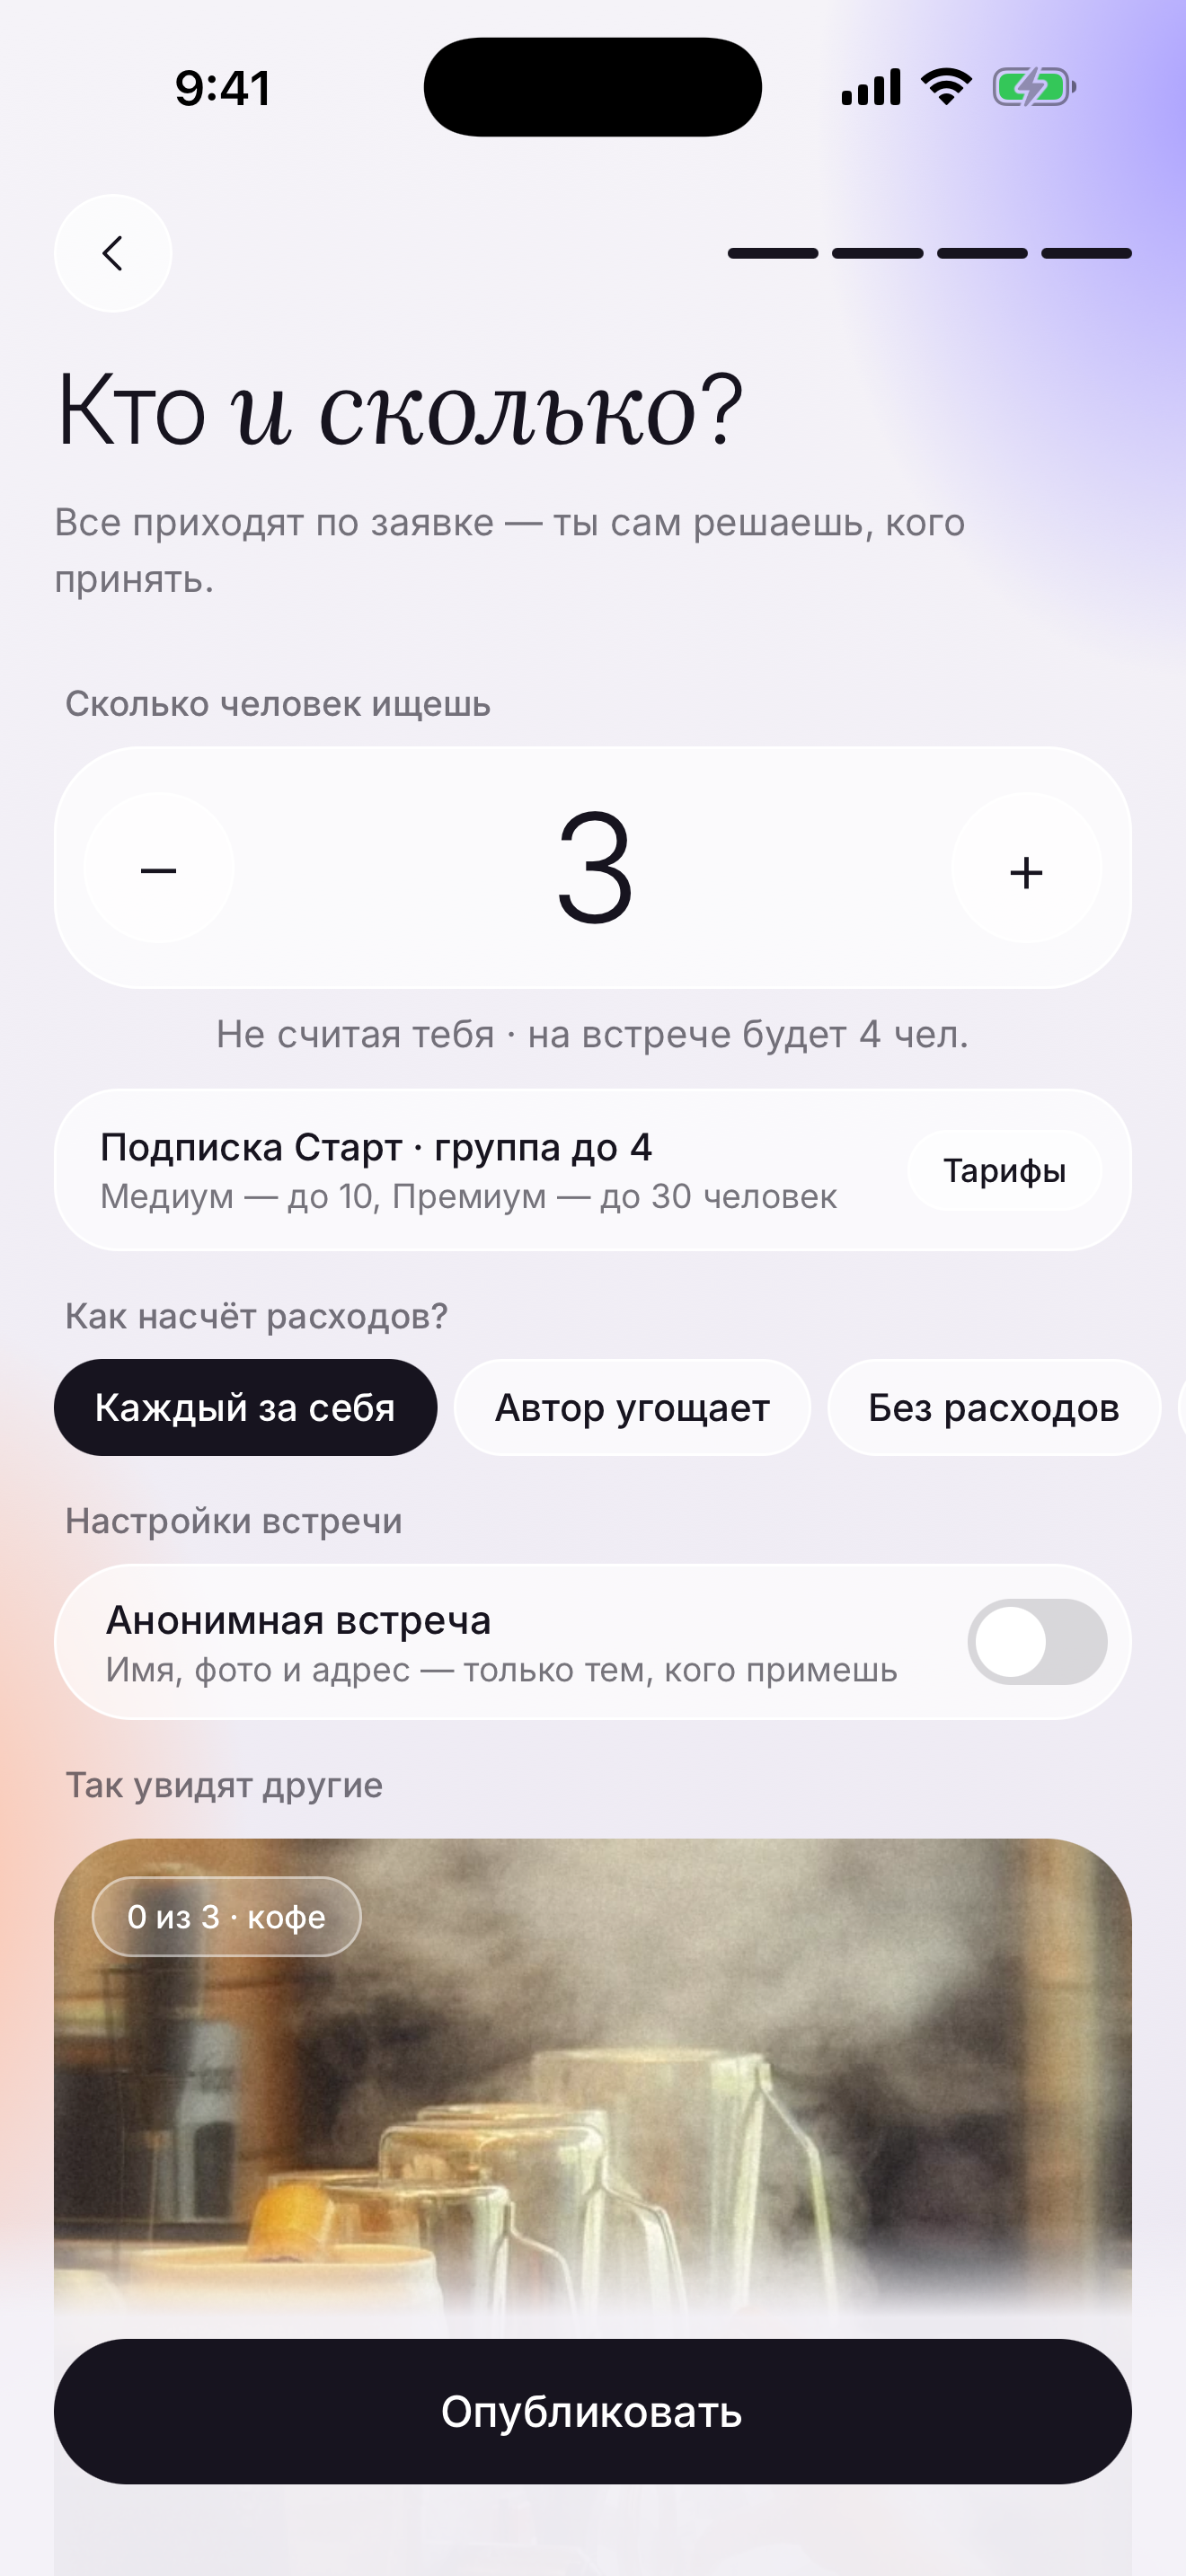 9:41
Кто и сколько?
Все приходят по заявке — ты сам решаешь, кого
принять.
Сколько человек ищешь
− 3 +
Не считая тебя · на встрече будет 4 чел.
Подписка Старт · группа до 4
Медиум — до 10, Премиум — до 30 человек
Тарифы
Как насчёт расходов?
Каждый за себя
Автор угощает
Без расходов
Настройки встречи
Анонимная встреча
Имя, фото и адрес — только тем, кого примешь
Так увидят другие
0 из 3 · кофе
Опубликовать